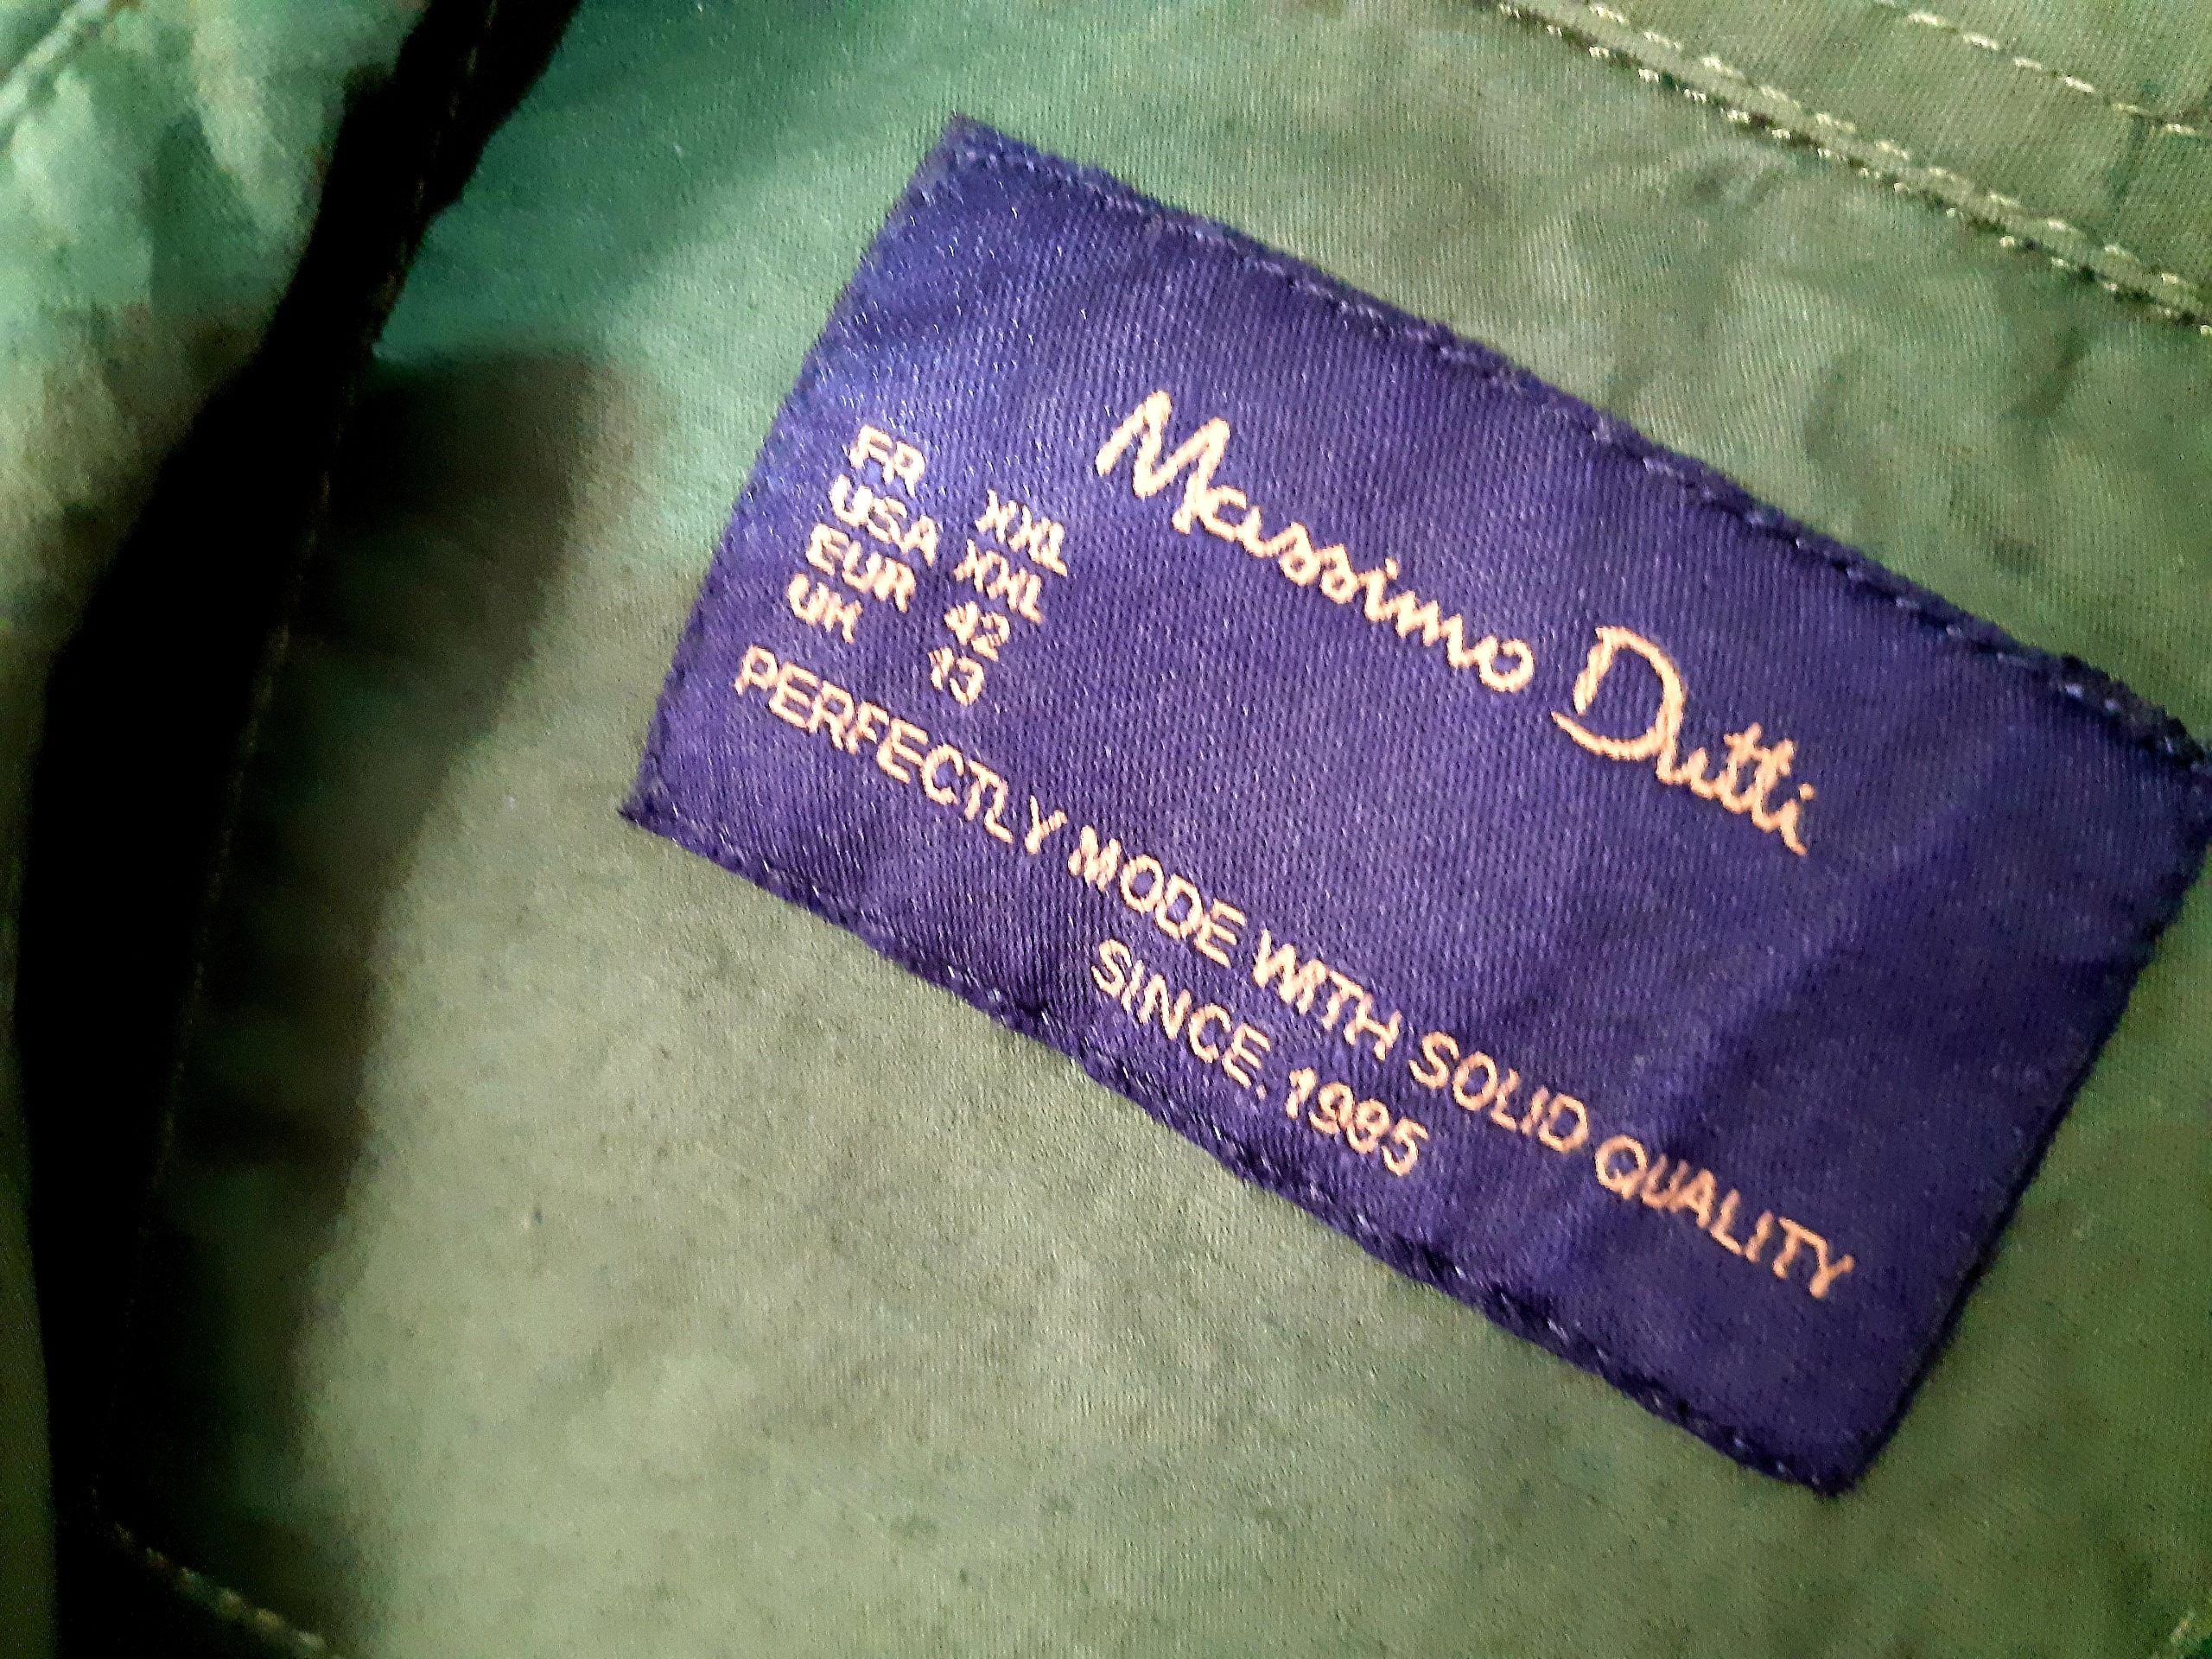 Massimo Dutti
FR XXL
USA XXL
EUR 42
UK 13
PERFECTLY MODE WITH SOLID QUALITY
SINCE. 1985